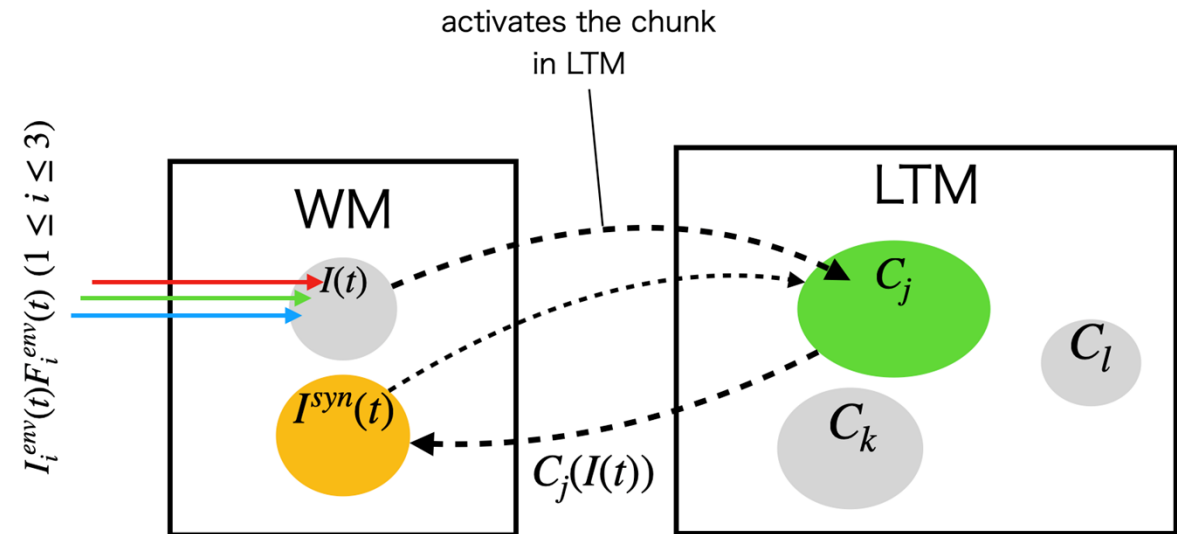 activates the chunk
in LTM
I_i^{env}(t)F_i^{env}(t) (1 ≤ i ≤ 3)
WM
LTM
I(t)
C_j
C_l
I^{syn}(t)
C_k
C_j(I(t))